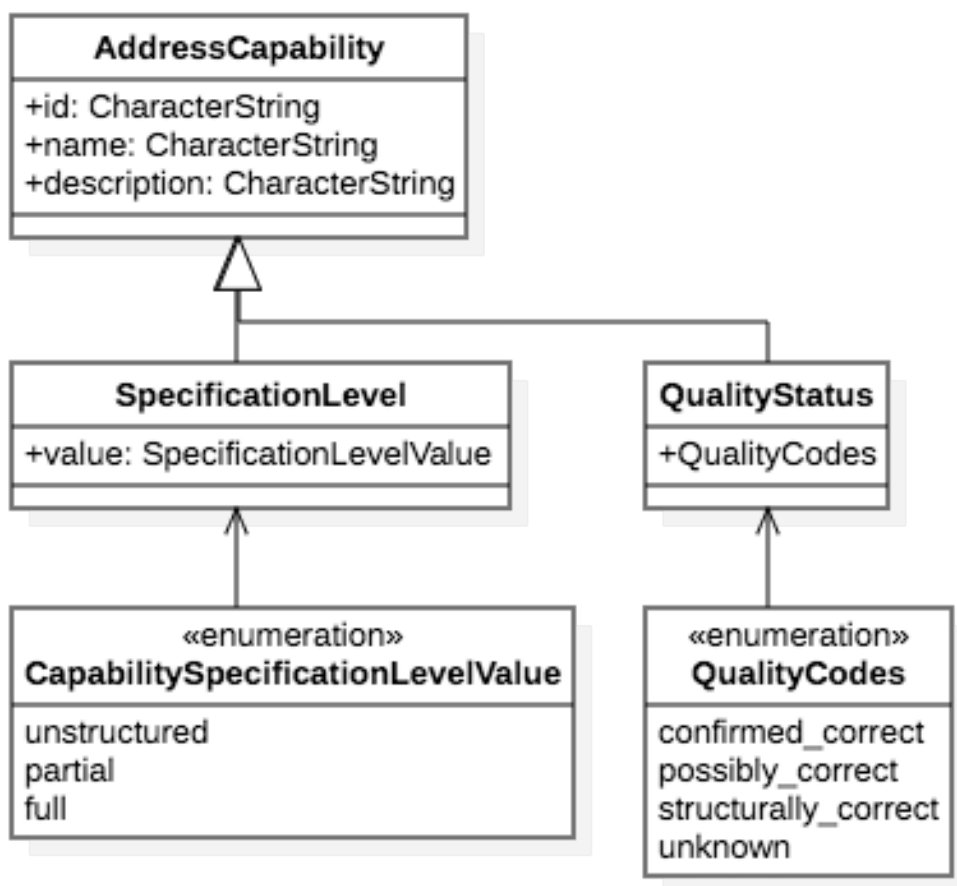 AddressCapability
+id: CharacterString
+name: CharacterString
+description: CharacterString
SpecificationLevel
+value: SpecificationLevelValue
QualityStatus
+QualityCodes
«enumeration»
CapabilitySpecificationLevelValue
unstructured
partial
full
«enumeration»
QualityCodes
confirmed_correct
possibly_correct
structurally_correct
unknown